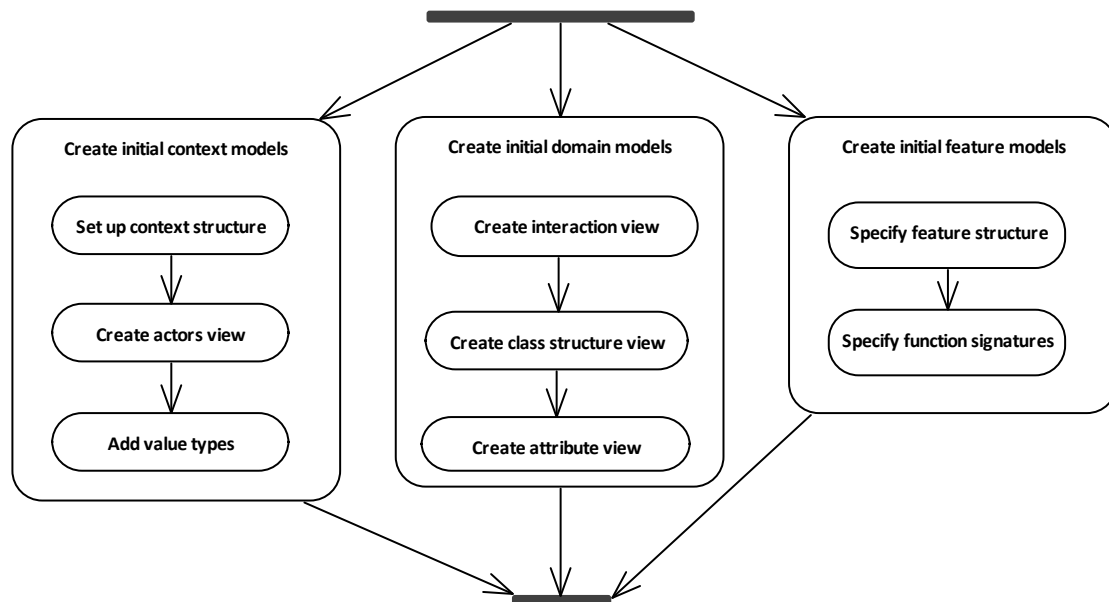 Create initial context models
Set up context structure
Create actors view
Add value types
Create initial domain models
Create interaction view
Create class structure view
Create attribute view
Create initial feature models
Specify feature structure
Specify function signatures